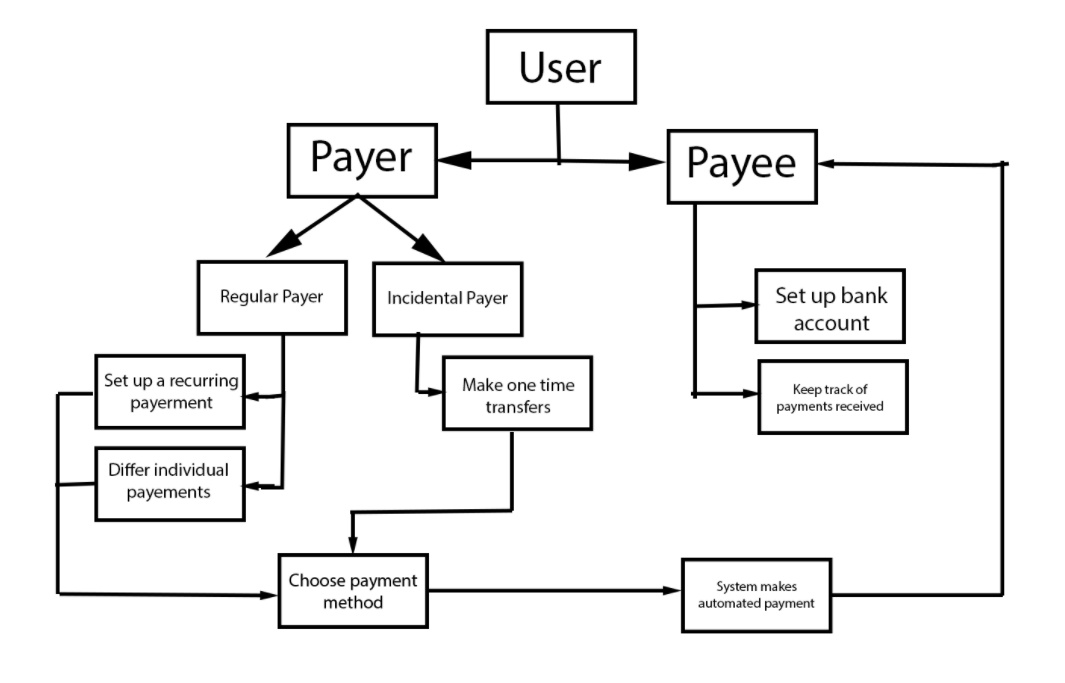 User
Payer
Payee
Regular Payer
Incidental Payer
Set up bank
account
Set up a recurring
payerment
Make one time
transfers
Keep track of
payments received
Differ individual
payements
Choose payment
method
System makes
automated payment